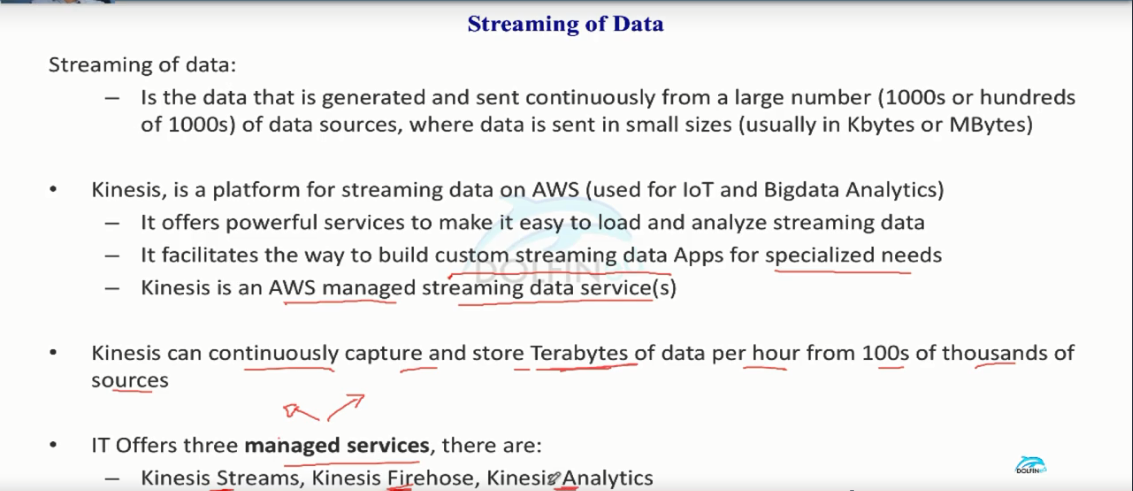 Streaming of Data
Streaming of data:
– Is the data that is generated and sent continuously from a large number (1000s or hundreds
of 1000s) of data sources, where data is sent in small sizes (usually in Kbytes or MBytes)
• Kinesis, is a platform for streaming data on AWS (used for IoT and Bigdata Analytics)
– It offers powerful services to make it easy to load and analyze streaming data
– It facilitates the way to build custom streaming data Apps for specialized needs
– Kinesis is an AWS managed streaming data service(s)
• Kinesis can continuously capture and store Terabytes of data per hour from 100s of thousands of
sources
• IT Offers three managed services, there are:
– Kinesis Streams, Kinesis Firehose, Kinesis Analytics
DOLFINED